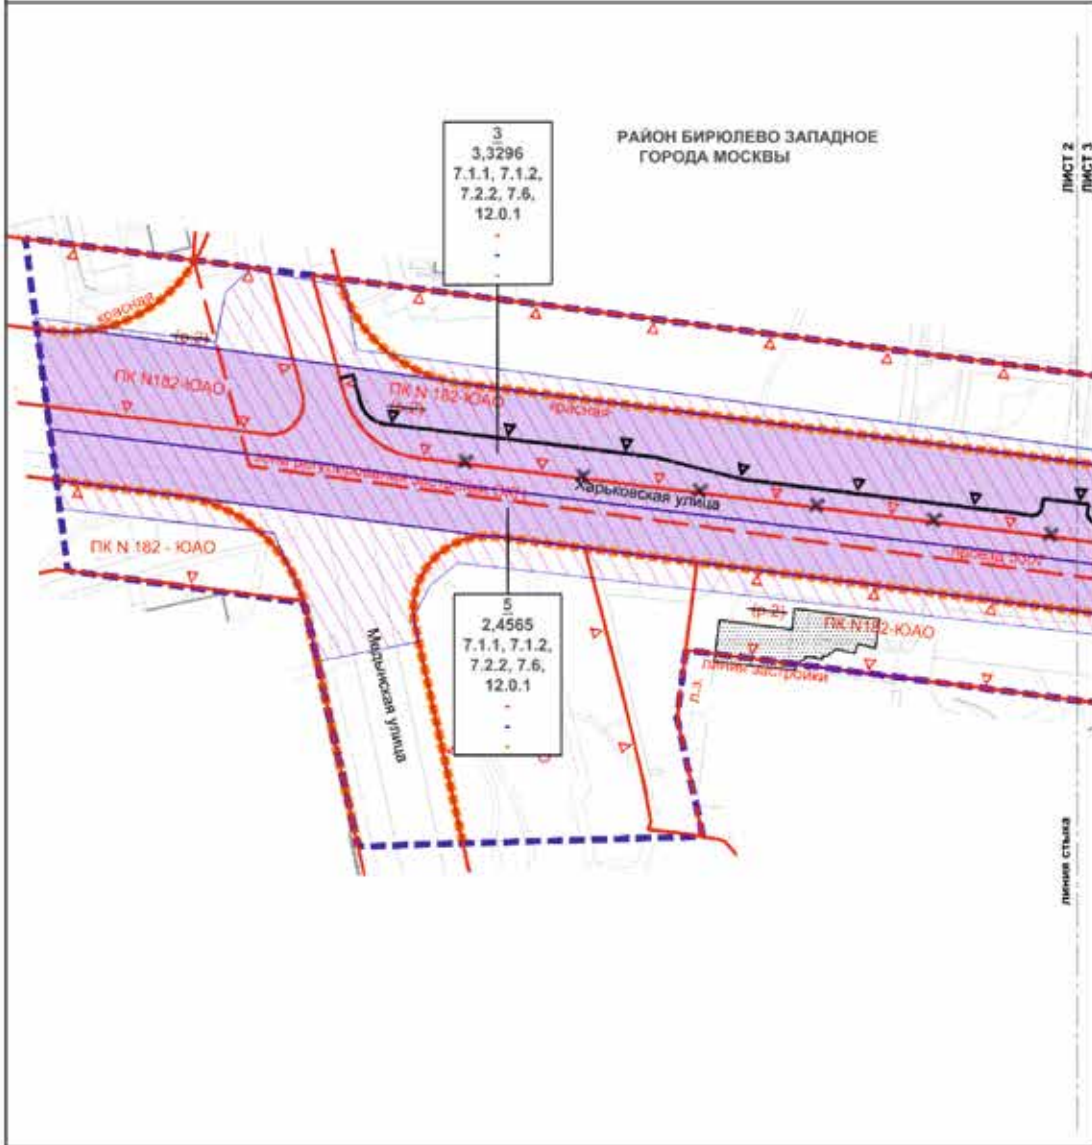 РАЙОН БИРЮЛЕВО ЗАПАДНОЕ
ГОРОДА МОСКВЫ
ЛИСТ 2
ЛИСТ 3
3
3,3296
7.1.1, 7.1.2,
7.2.2, 7.6,
12.0.1
-
-
-
красная
(р-2)
ПК N182-ЮАО
ПК N 182-ЮАО
красная
Харьковская улица
ПК N 182 - ЮАО
5
2,4565
7.1.1, 7.1.2,
7.2.2, 7.6,
12.0.1
-
-
-
(р-2)
ПК N182-ЮАО
линия застройки
л.з.
Медынская улица
линия стыка